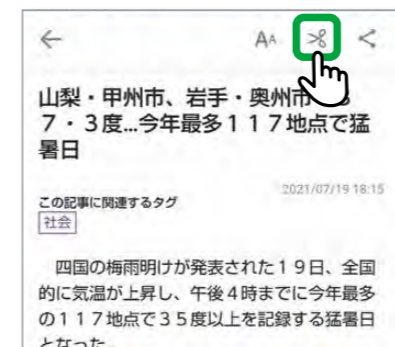 AA
山梨・甲州市、岩手・奥州市
7・3度…今年最多117地点で猛
暑日
2021/07/19 18:15
この記事に関連するタグ
社会
四国の梅雨明けが発表された19日、全国
的に気温が上昇し、午後4時までに今年最多
の117地点で35度以上を記録する猛暑日
となった。